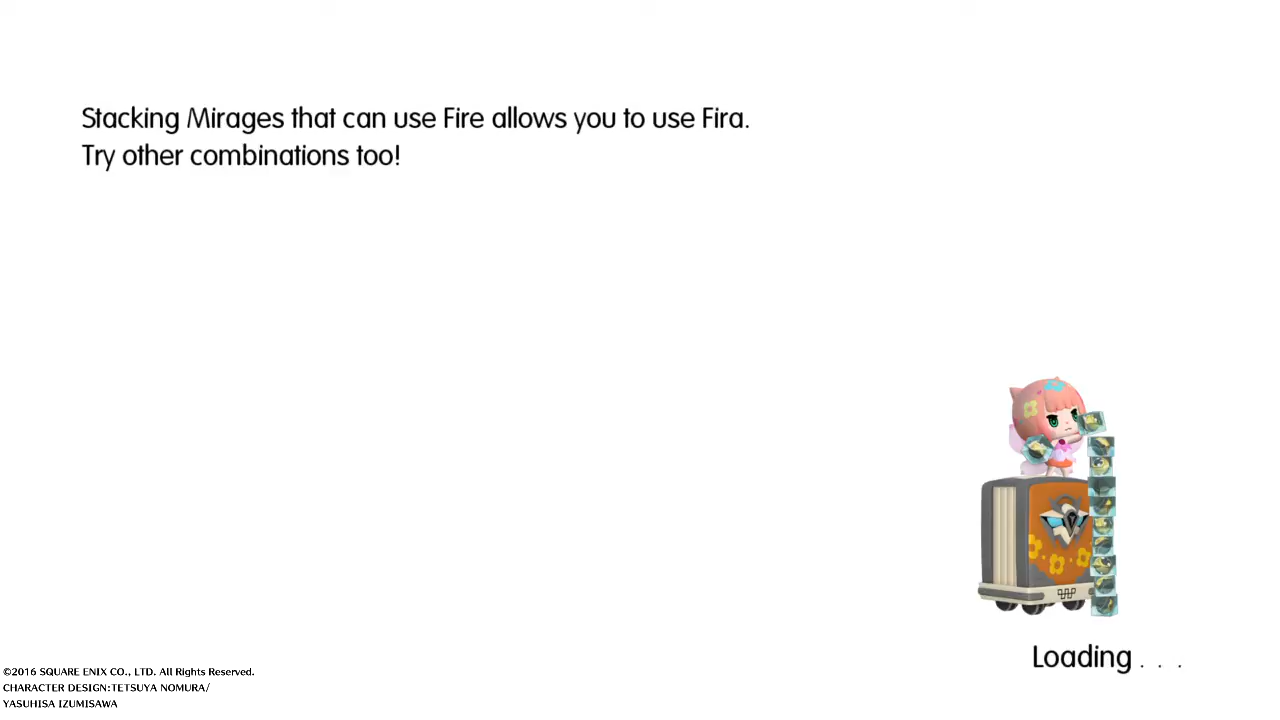 Stacking Mirages that can use Fire allows you to use Fira.
Try other combinations too!
Loading . . .
©2016 SQUARE ENIX CO., LTD. All Rights Reserved.
CHARACTER DESIGN:TETSUYA NOMURA/
YASUHISA IZUMISAWA